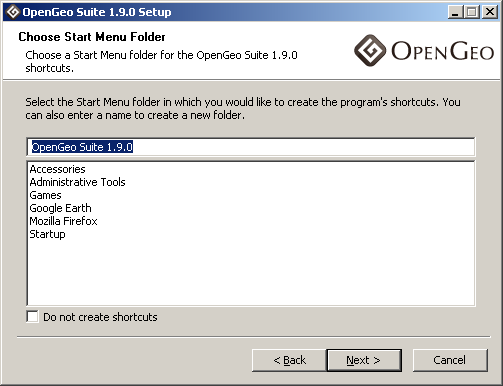 OpenGeo Suite 1.9.0 Setup
Choose Start Menu Folder
Choose a Start Menu folder for the OpenGeo Suite 1.9.0
shortcuts.
OPENGEO
Select the Start Menu folder in which you would like to create the program's shortcuts. You
can also enter a name to create a new folder.
OpenGeo Suite 1.9.0
Accessories
Administrative Tools
Games
Google Earth
Mozilla Firefox
Startup
Do not create shortcuts
< Back
Next >
Cancel